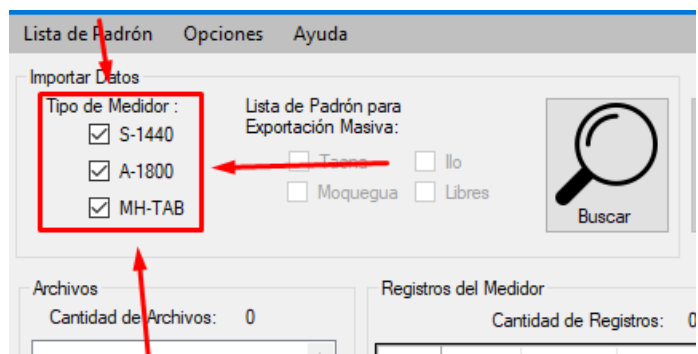 Lista de Padrón Opciones Ayuda
Importar Datos
Tipo de Medidor :
S-1440
A-1800
MH-TAB
Lista de Padrón para
Exportación Masiva:
Tacna Ilo
Moquegua Libres
Buscar
Archivos
Cantidad de Archivos: 0
Registros del Medidor
Cantidad de Registros: 0